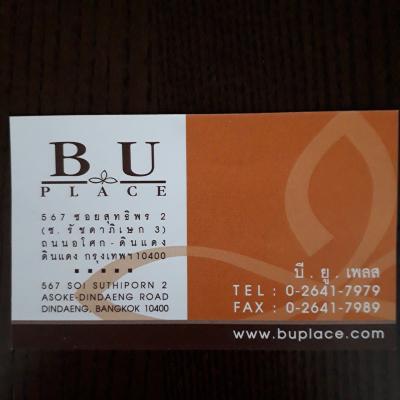 B U
PLACE
567 ซอยสุทธิพร 2
(ซ. รัชดาภิเษก 3)
ถนนอโศก - ดินแดง
ดินแดง กรุงเทพฯ 10400
567 SOI SUTHIPORN 2
ASOKE-DINDAENG ROAD
DINDAENG, BANGKOK 10400
บี . ยู . เพลส
TEL : 0-2641-7979
FAX : 0-2641-7989
www.buplace.com